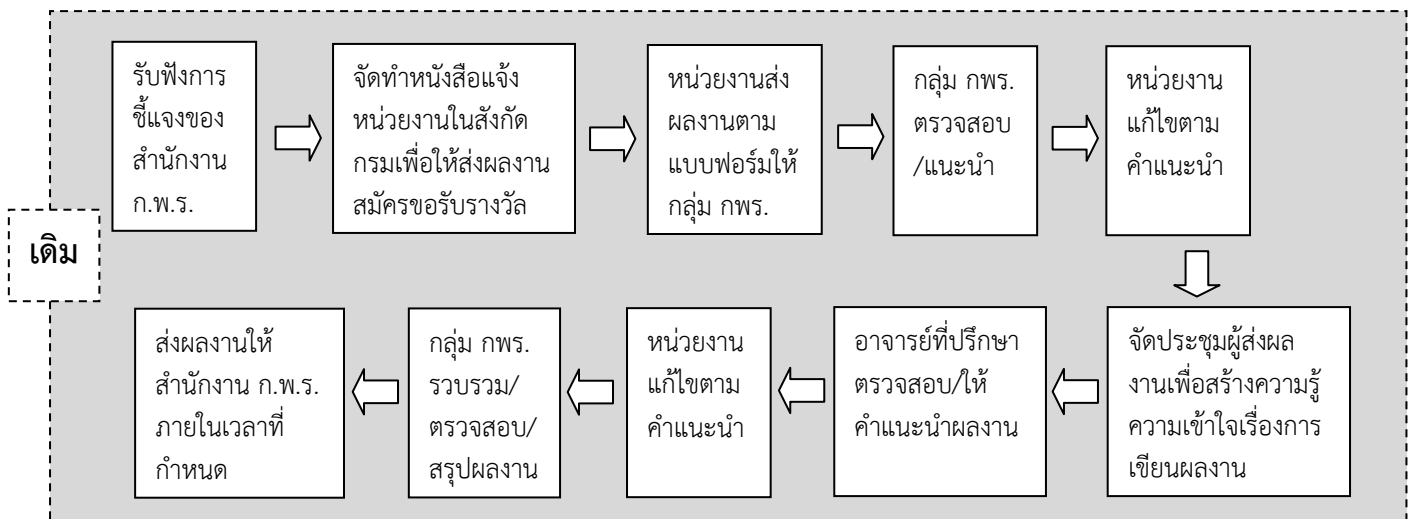 รับฟังการ
ชี้แจงของ
สำนักงาน
ก.พ.ร.
จัดทำหนังสือแจ้ง
หน่วยงานในสังกัด
กรมเพื่อให้ส่งผลงาน
สมัครขอรับรางวัล
หน่วยงานส่ง
ผลงานตาม
แบบฟอร์มให้
กลุ่ม กพร.
กลุ่ม กพร.
ตรวจสอบ
/แนะนำ
หน่วยงาน
แก้ไขตาม
คำแนะนำ
เดิม
จัดประชุมผู้ส่งผล
งานเพื่อสร้างความรู้
ความเข้าใจเรื่องการ
เขียนผลงาน
อาจารย์ที่ปรึกษา
ตรวจสอบ/ให้
คำแนะนำผลงาน
หน่วยงาน
แก้ไขตาม
คำแนะนำ
กลุ่ม กพร.
รวบรวม/
ตรวจสอบ/
สรุปผลงาน
ส่งผลงานให้
สำนักงาน ก.พ.ร.
ภายในเวลาที่
กำหนด